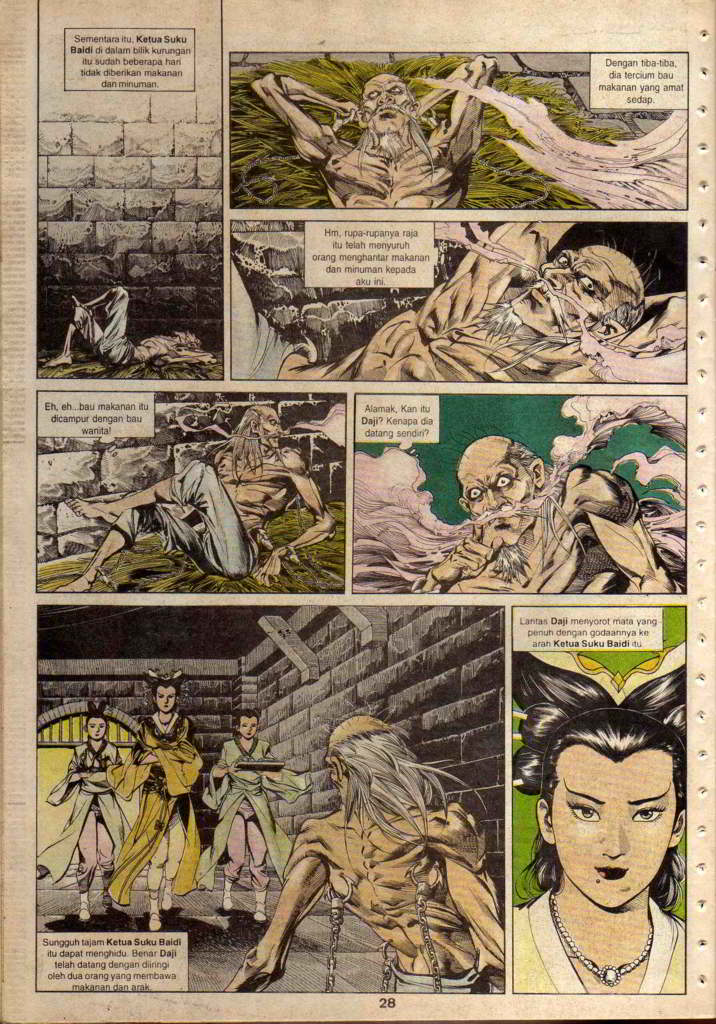 Sementara itu, Ketua Suku
Baidi di dalam bilik kurungan
itu sudah beberapa hari
tidak diberikan makanan
dan minuman.
Dengan tiba-tiba,
dia tercium bau
makanan yang amat
sedap.
Hm, rupa-rupanya raja
itu telah menyuruh
orang menghantar makanan
dan minuman kepada
aku ini.
Eh, eh...bau makanan itu
dicampur dengan bau
wanita!
Alamak, Kan itu
Daji? Kenapa dia
datang sendiri?
Sungguh tajam Ketua Suku Baidi
itu dapat menghidu. Benar Daji
telah datang dengan diiringi
oleh dua orang yang membawa
makanan dan arak.
Lantas Daji menyorot mata yang
penuh dengan godaannya ke
arah Ketua Suku Baidi itu.
28